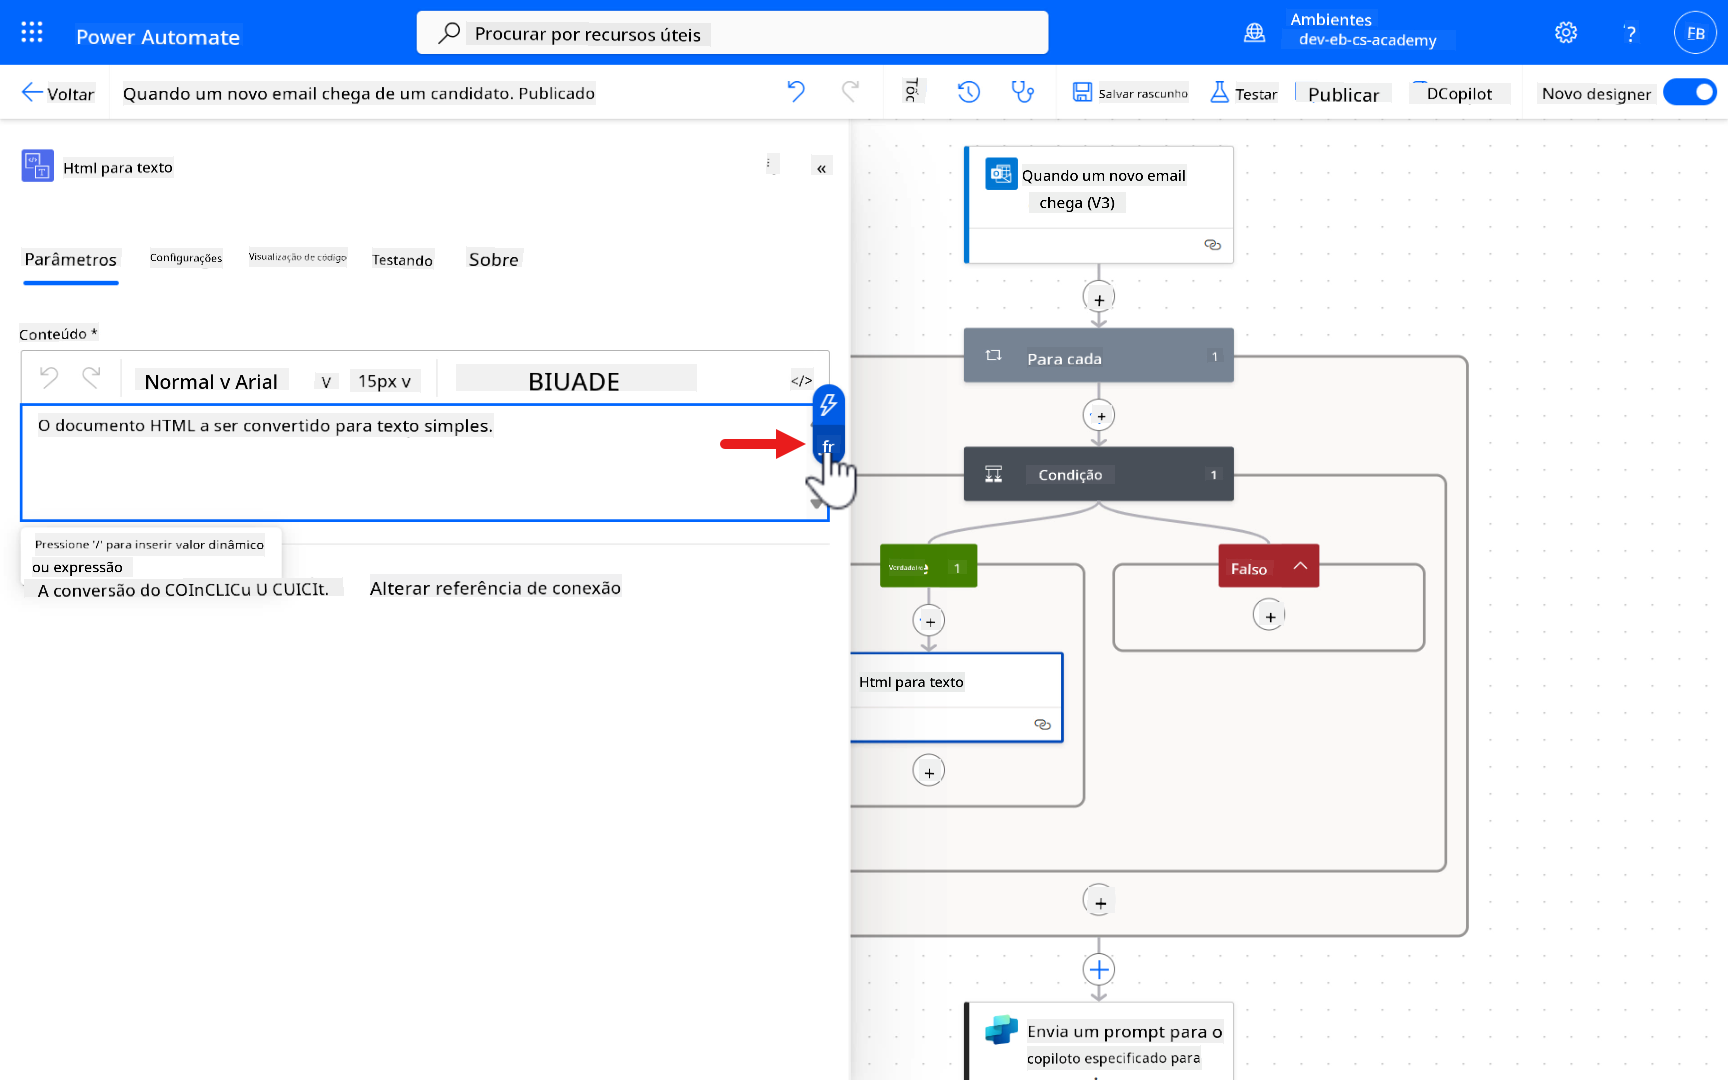 Power Automate
Procurar por recursos úteis
Ambientes
dev-eb-cs-academy
?
FB
Voltar
Quando um novo email chega de um candidato. Publicado
Salvar rascunho
Testar
Publicar
DCopilot
Novo designer
Html para texto
«
Parâmetros
Configurações
Visualização de código
Testando
Sobre
Conteúdo *
Normal v Arial
v
15px v
BIUADE
</>
O documento HTML a ser convertido para texto simples.
fr
Pressione '/' para inserir valor dinâmico
ou expressão
A conversão do COInCLICu U CUICIt.
Alterar referência de conexão
Quando um novo email
chega (V3)
+
Para cada
1
+
Condição
1
1
Falso
+
+
Html para texto
+
+
Envia um prompt para o
copiloto especificado para